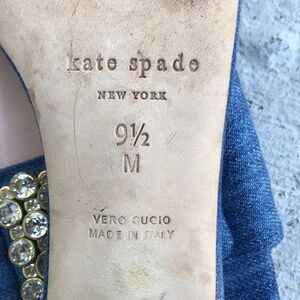 kate spade
NEW YORK
9½
M
VERO CUOIO
MADE IN ITALY